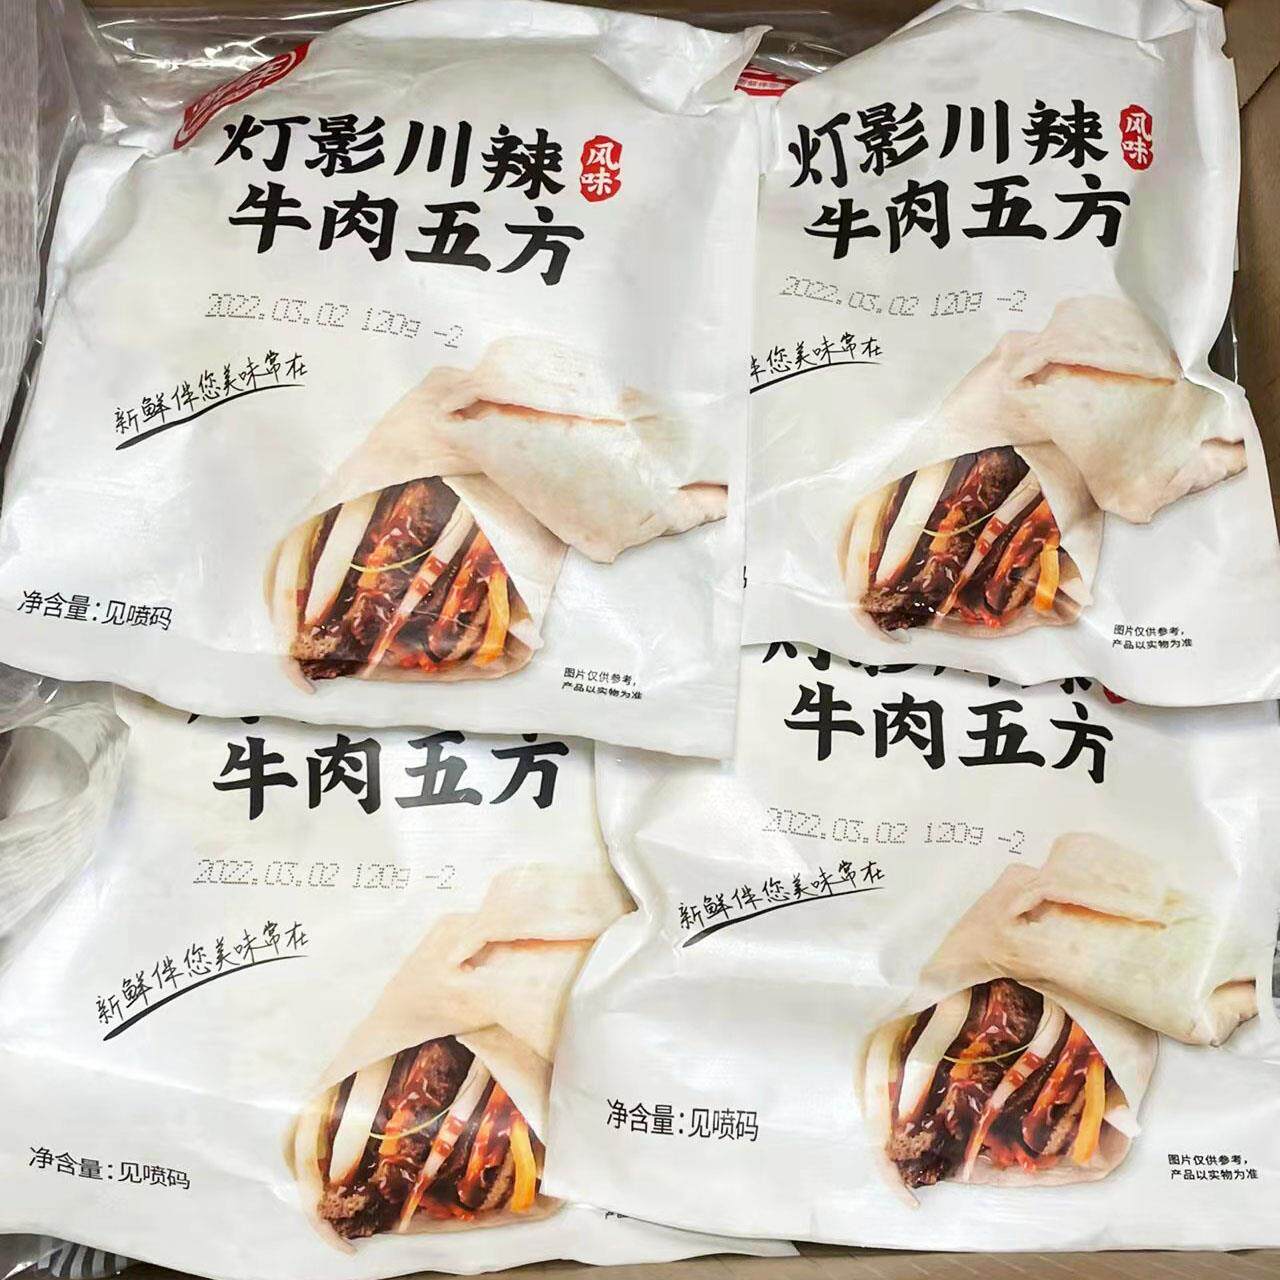 灯影川辣
风味
牛肉五方
2022.03.02 120g -2
新鲜伴您美味常在
净含量：见喷码
图片仅供参考，
产品以实物为准
灯影川辣
风味
牛肉五方
2022.03.02 120g -2
伴您美味常在
图片仅供参考，
产品以实物为准
牛肉五方
2022.03.02 120g -2
新鲜伴您美味常在
净含量：见喷码
灯影川辣
牛肉五方
2022.03.02 120g -2
新鲜伴您美味常在
净含量：见喷码
图片仅供参考，
产品以实物为准